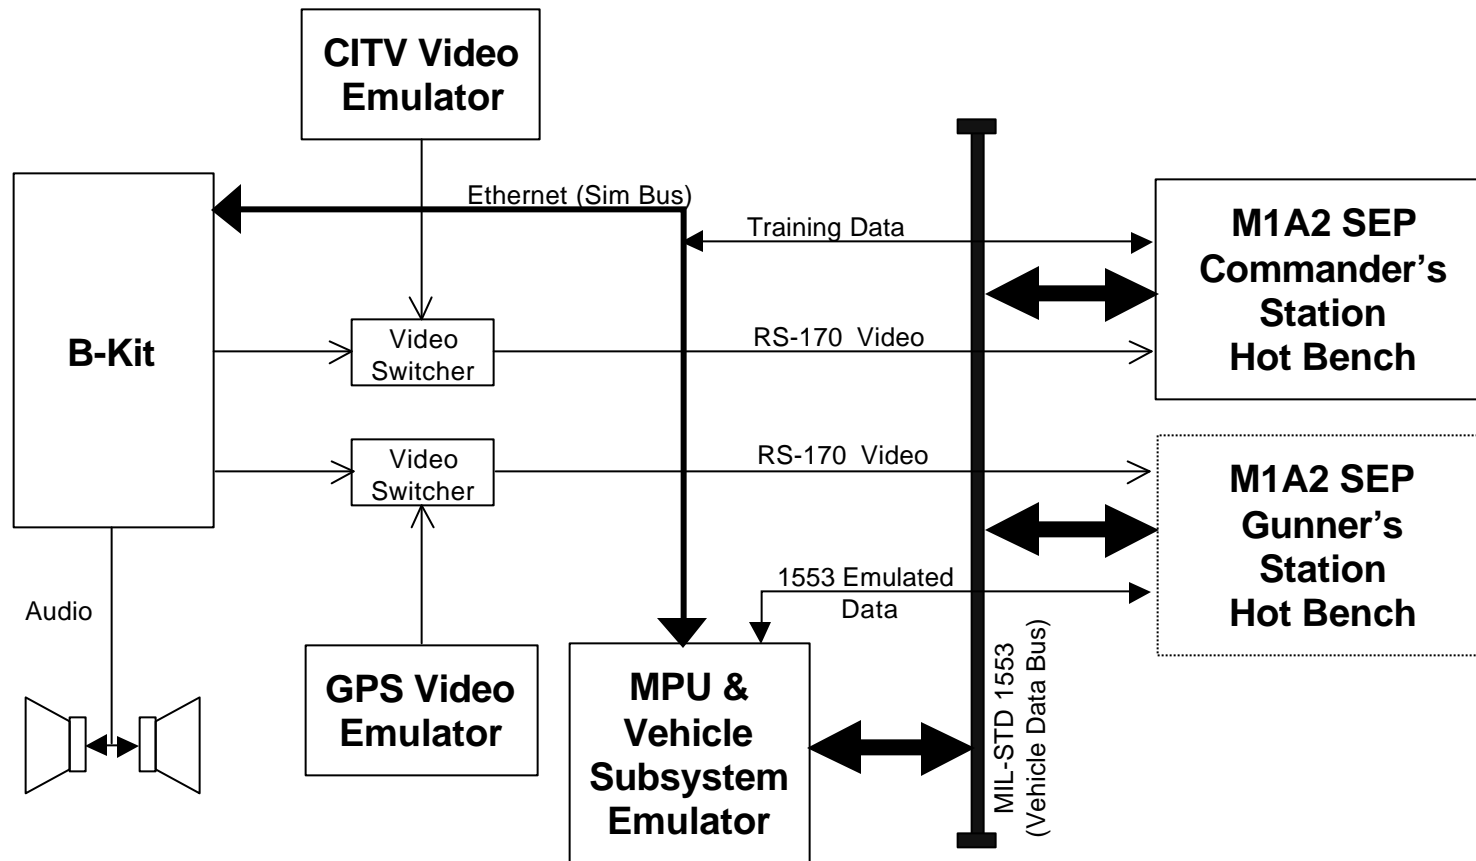 CITV Video
Emulator
Ethernet (Sim Bus)
Training Data
M1A2 SEP
Commander’s
Station
Hot Bench
B-Kit
Video
Switcher
RS-170  Video
Video
Switcher
RS-170  Video
M1A2 SEP
Gunner’s
Station
Hot Bench
1553 Emulated
Data
Audio
GPS Video
Emulator
MPU &
Vehicle
Subsystem
Emulator
MIL-STD 1553
(Vehicle Data Bus)